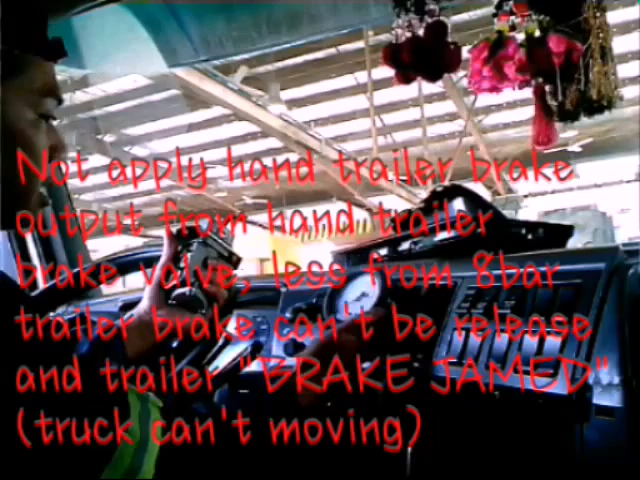 Not apply hand trailer brake
output from hand trailer
brake valve, less from 8bar
trailer brake can't be release
and trailer "BRAKE JAMED"
(truck can't moving)